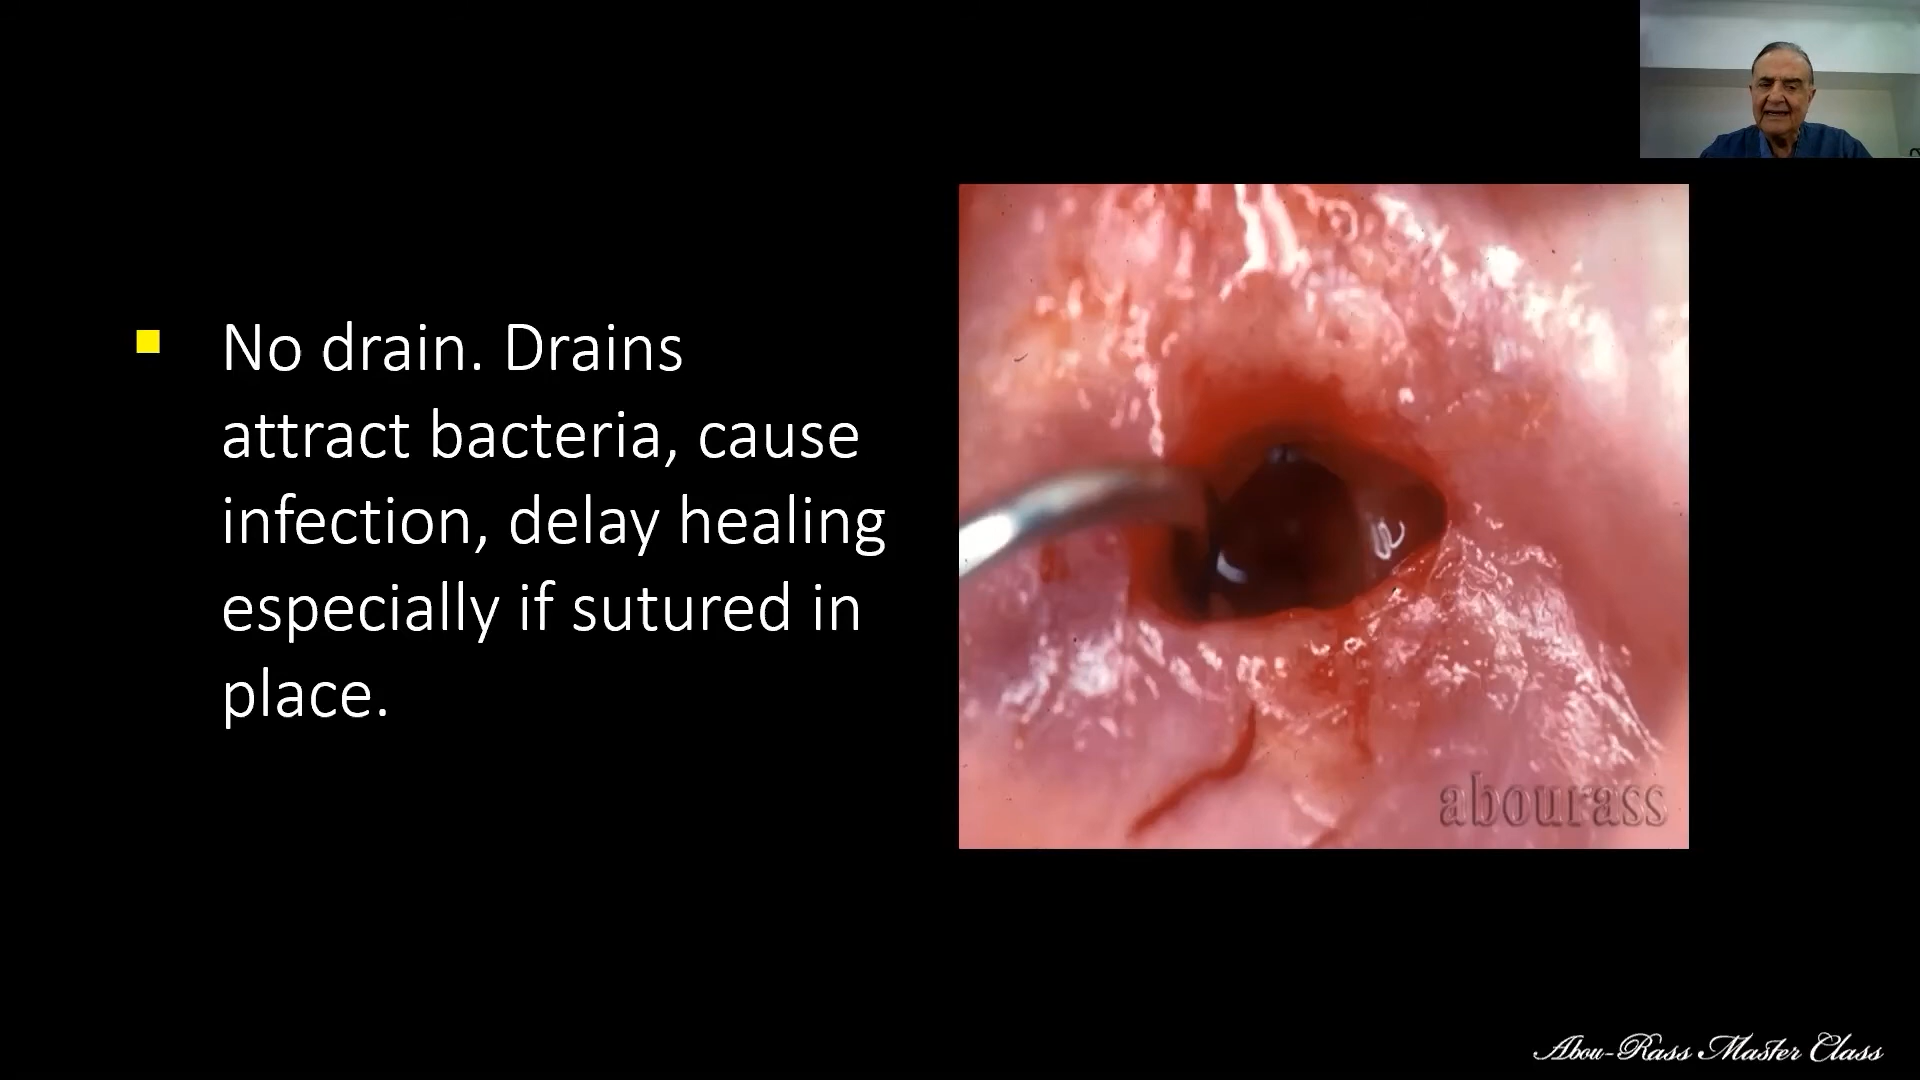 No drain. Drains
attract bacteria, cause
infection, delay healing
especially if sutured in
place.
abourass
Abou-Rass Master Class